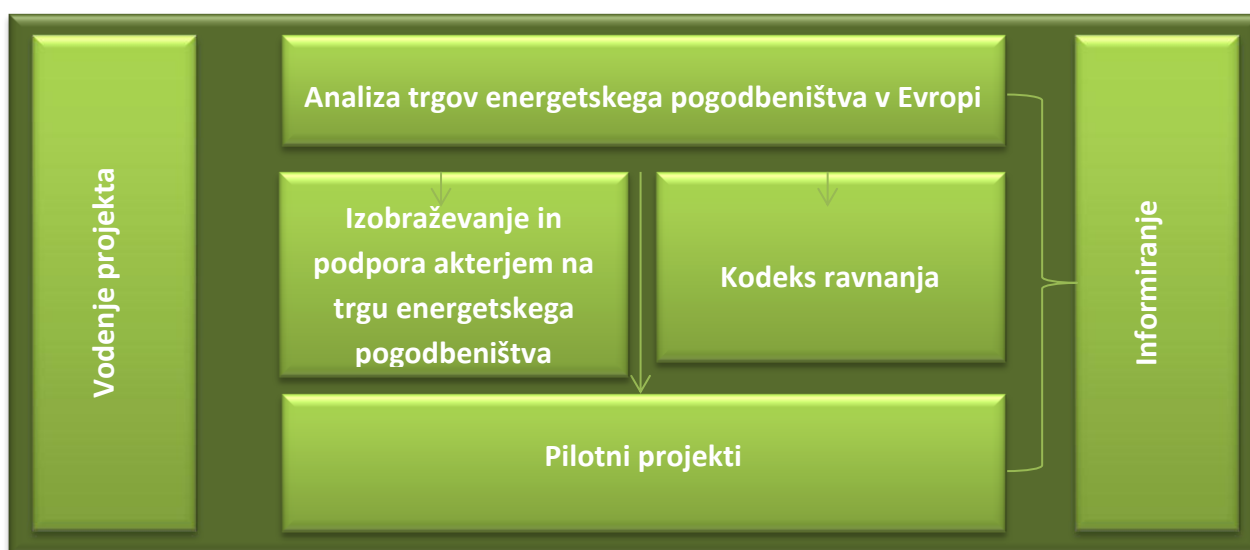 Vodenje projekta
Analiza trgov energetskega pogodbeništva v Evropi
Izobraževanje in
podpora akterjem na
trgu energetskega
pogodbeništva
Kodeks ravnanja
Pilotni projekti
Informiranje